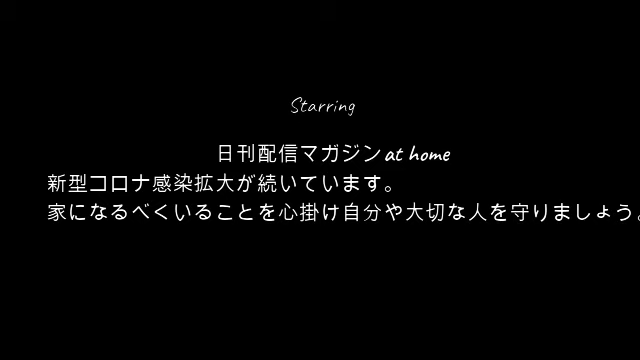 Starring
日刊配信マガジンat home
新型コロナ感染拡大が続いています。
家になるべくいることを心掛け自分や大切な人を守りましょう。